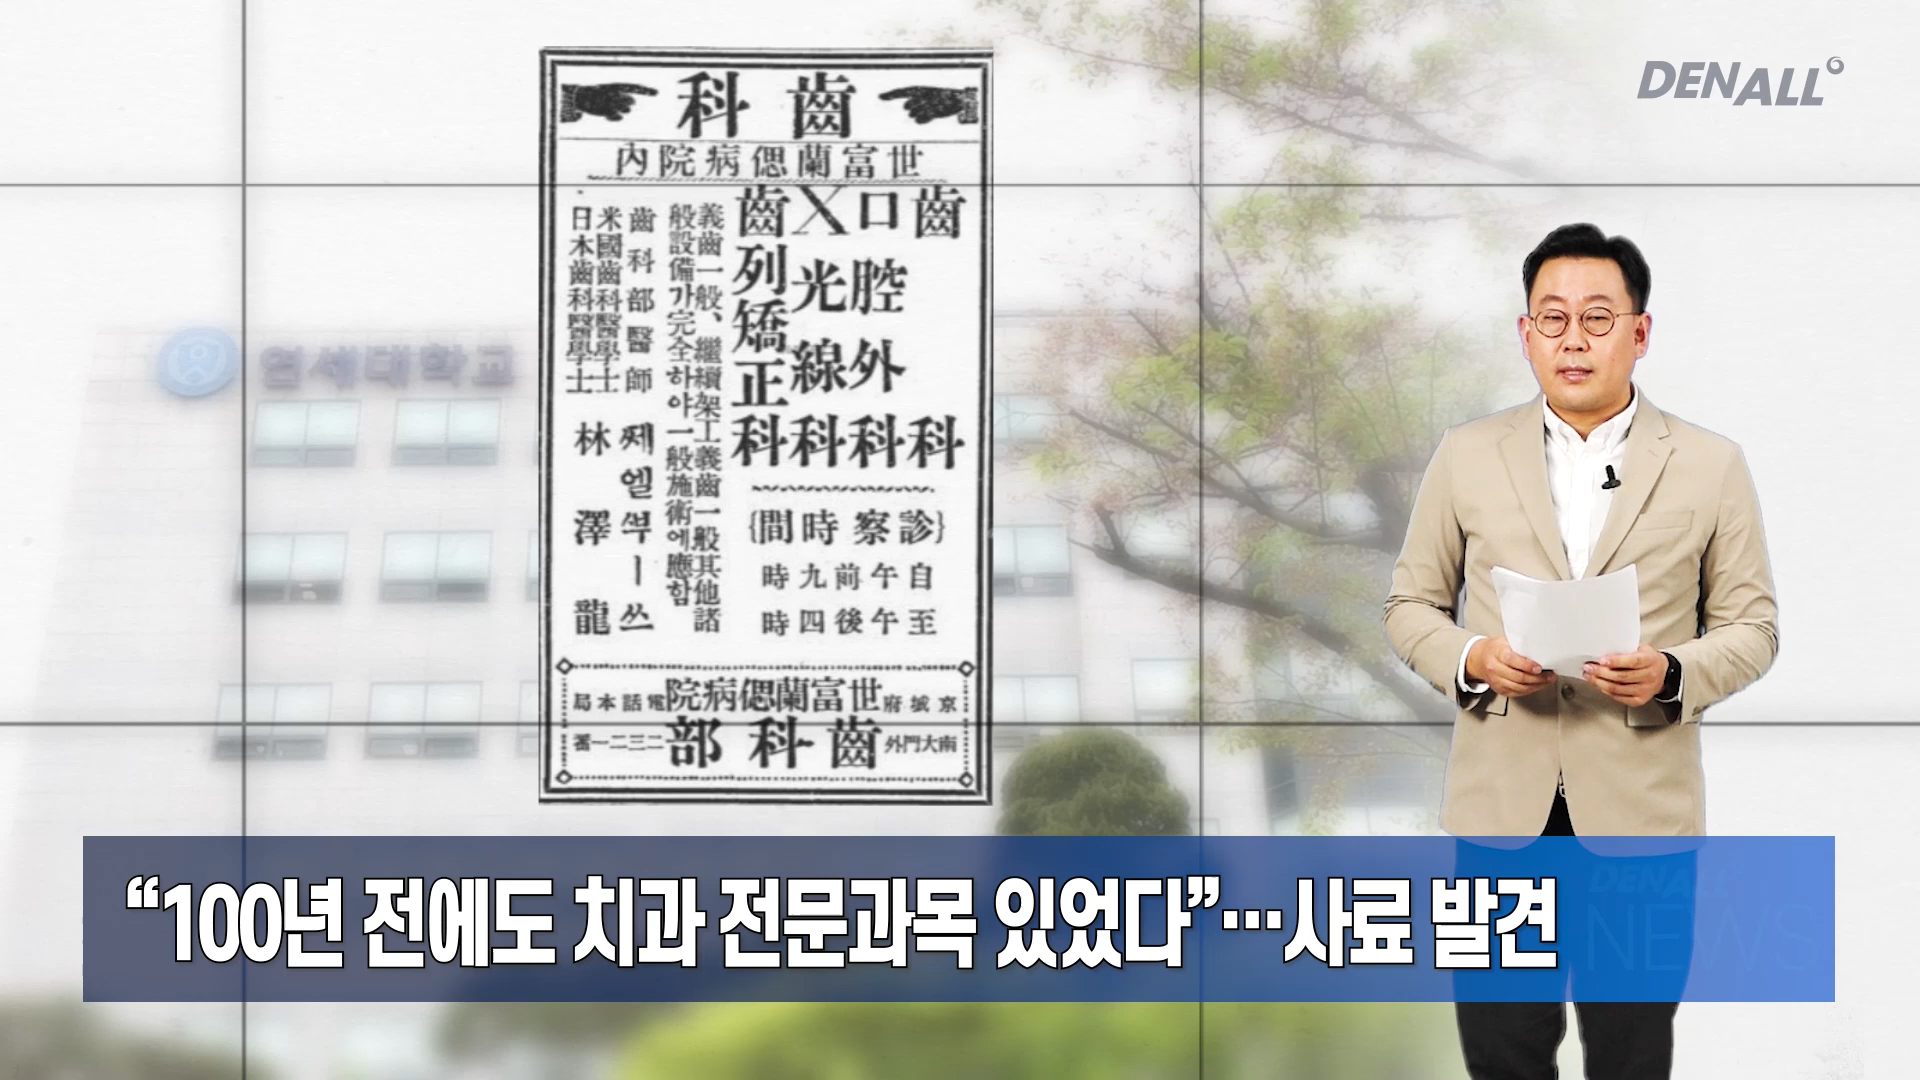 DENALL
연세대학교
齒科
世富蘭偲病院內
齒科
口腔外科
X光線科
齒列矯正科
{診察時間}
自午前九時
至午後四時
義齒一般、繼續架工義齒一般其他諸
般設備가完全하야一般施術에應함
齒科部醫師 쩨엘쑤ー쓰
米國齒科醫學士
日本齒科醫學士 林澤龍
京城府
南大門外
世富蘭偲病院
齒科部
電話本局
二三二一番
“100년 전에도 치과 전문과목 있었다”…사료 발견
DENALL
NEWS